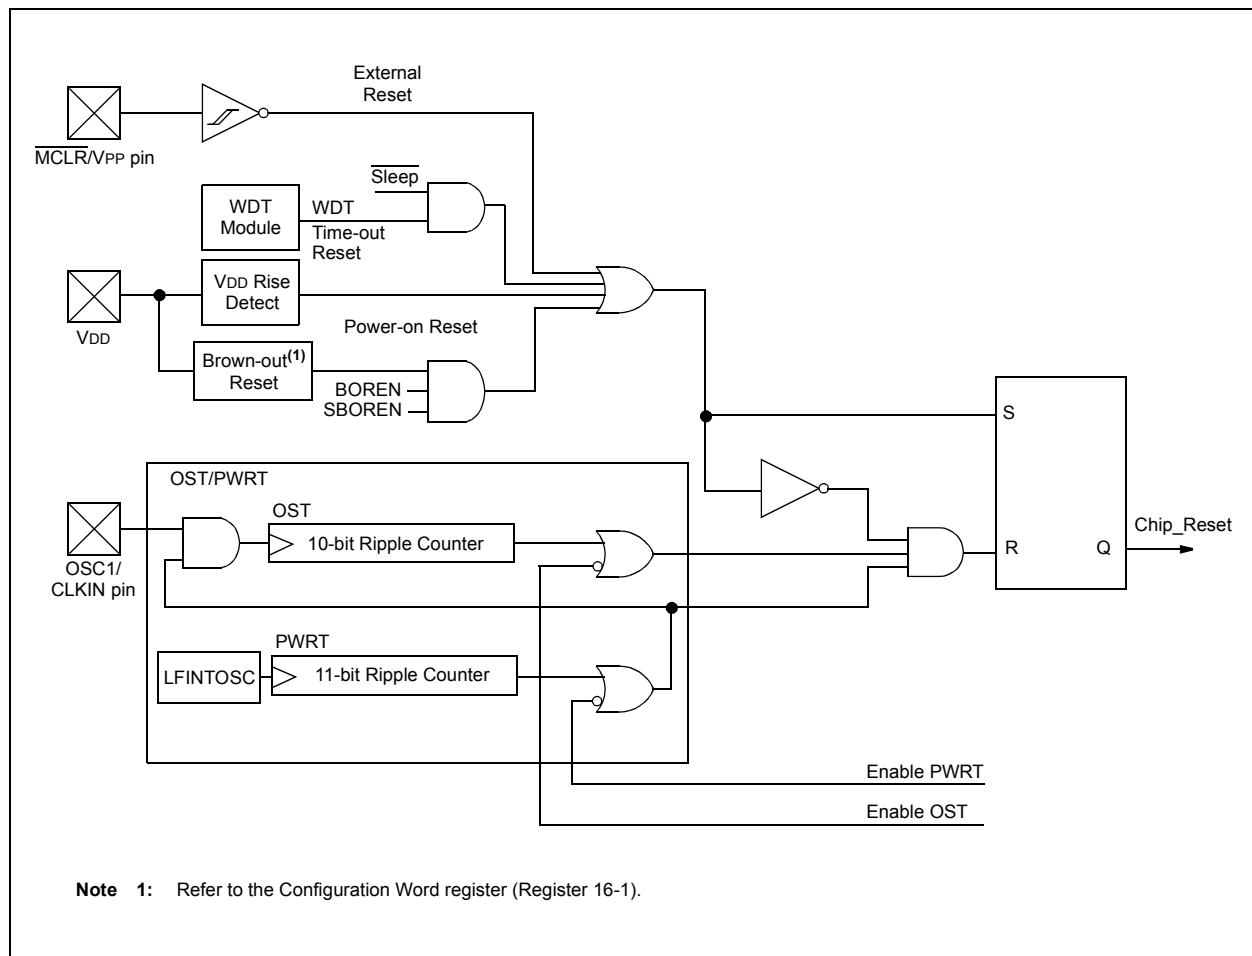 External
Reset
MCLR/VPP pin
Sleep
WDT
Module
WDT
Time-out
Reset
VDD
VDD Rise
Detect
Power-on Reset
Brown-out(1)
Reset
BOREN
SBOREN
S
R
Q
Chip_Reset
OST/PWRT
OSC1/
CLKIN pin
OST
10-bit Ripple Counter
PWRT
LFINTOSC
11-bit Ripple Counter
Enable PWRT
Enable OST
Note 1: Refer to the Configuration Word register (Register 16-1).